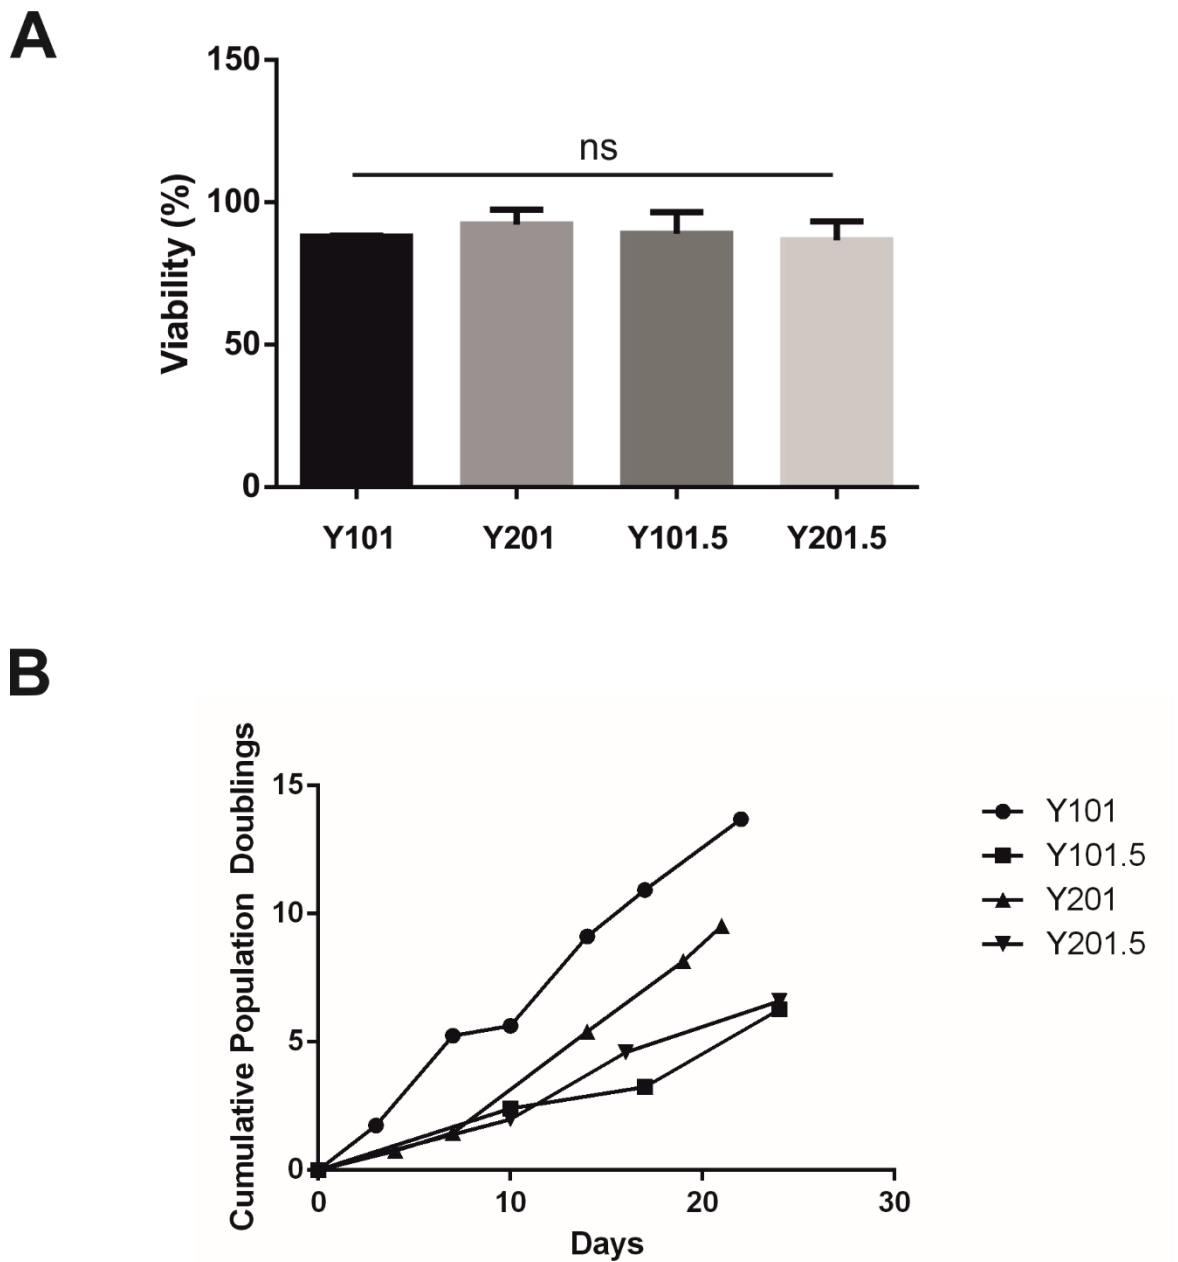 A
150
ns
100
Viability (%)
50
0
Y101 Y201 Y101.5 Y201.5
B
Cumulative Population Doublings
15
10
5
0
0 10 20 30
Days
Y101
Y101.5
Y201
Y201.5